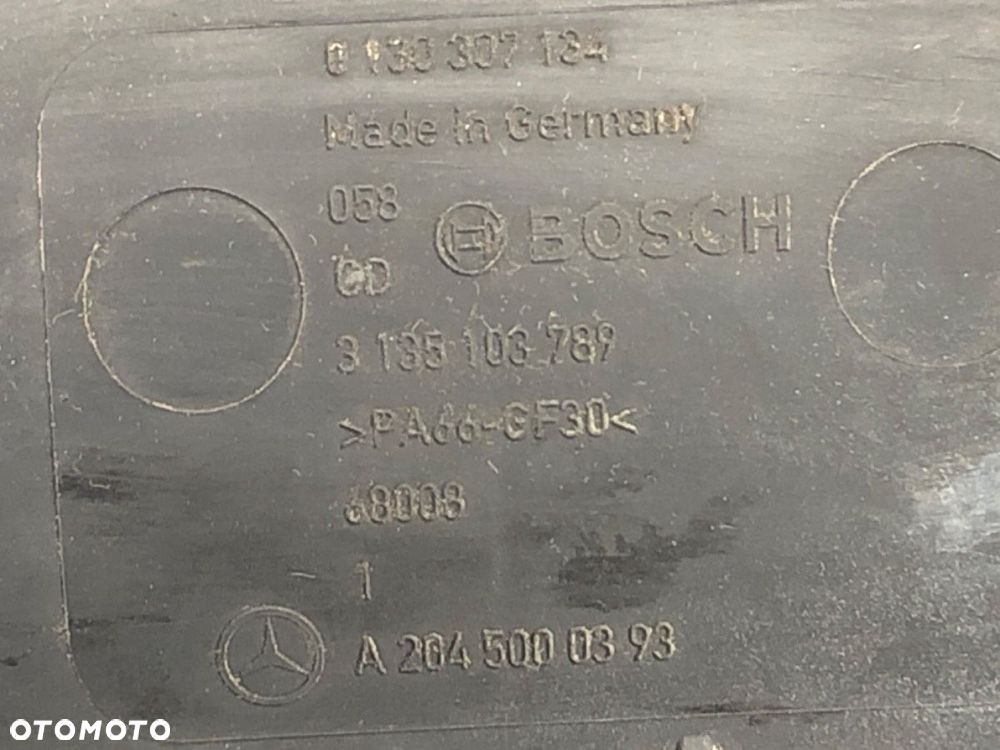 0 130 307 134
Made in Germany
058
BOSCH
CD
3 135 103 789
>PA66-GF30<
68008
1
A 204 500 03 93
OTOMOTO